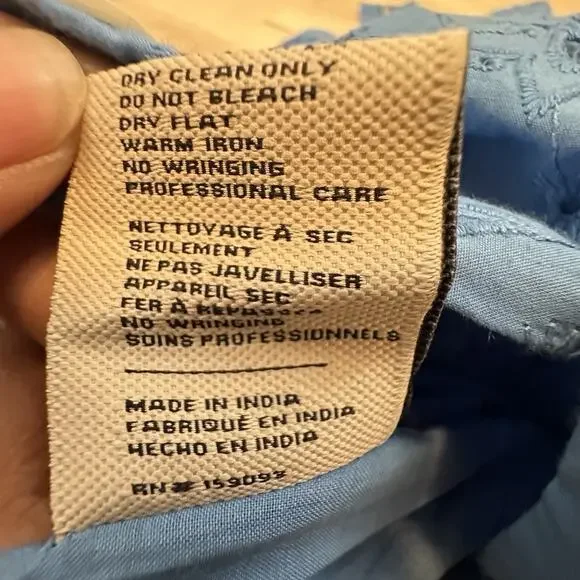 DRY CLEAN ONLY
DO NOT BLEACH
DRY FLAT
WARM IRON
NO WRINGING
PROFESSIONAL CARE
NETTOYAGE À SEC
SEULEMENT
NE PAS JAVELLISER
APPAREIL SEC
FER À
NO WRINGING
SOINS PROFESSIONNELS
MADE IN INDIA
FABRIQUÉ EN INDIA
HECHO EN INDIA
RN#